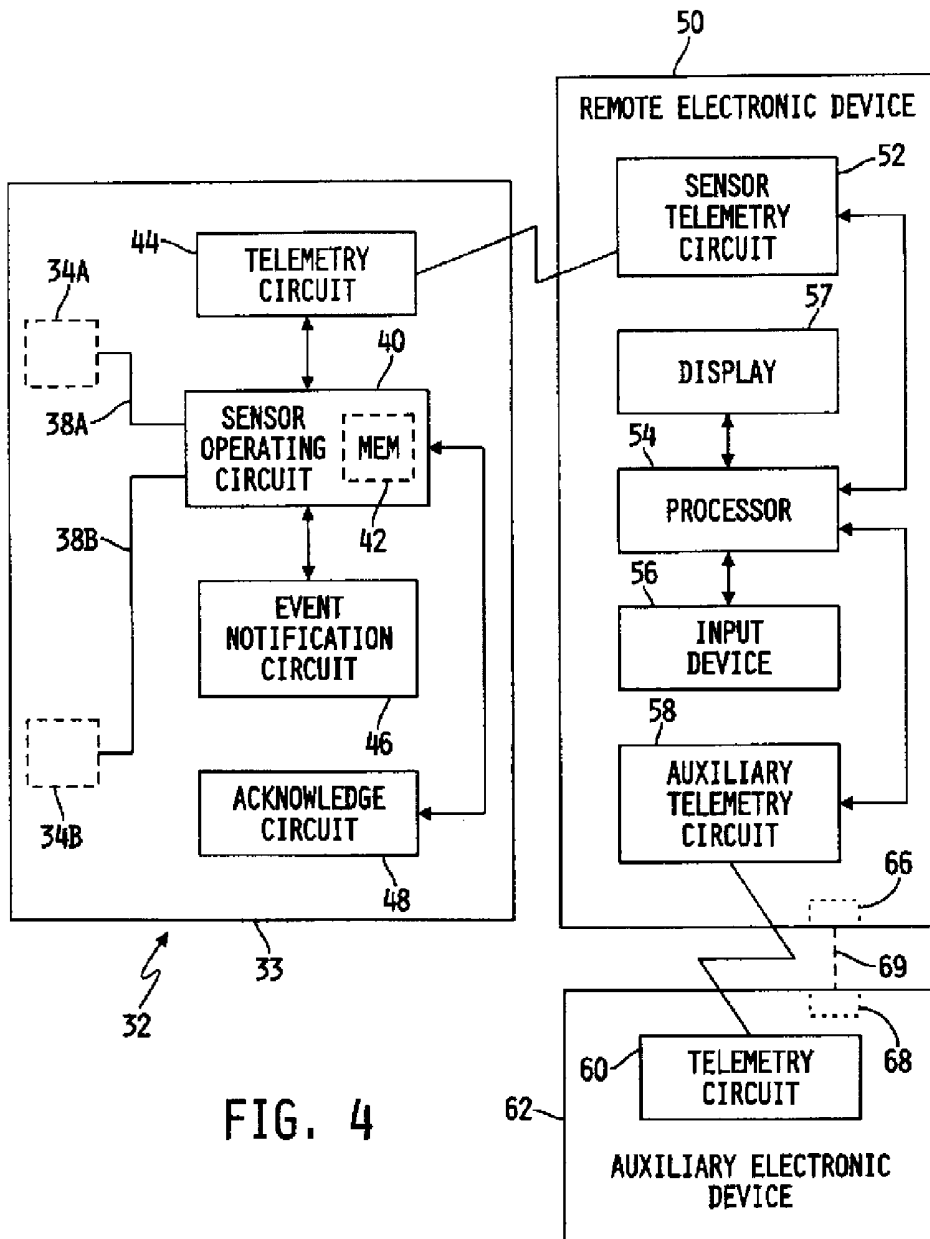 50
REMOTE ELECTRONIC DEVICE
52
SENSOR
TELEMETRY
CIRCUIT
44
TELEMETRY
CIRCUIT
34A
57
DISPLAY
40
38A
SENSOR
OPERATING
CIRCUIT
MEM
42
54
PROCESSOR
38B
56
INPUT
DEVICE
EVENT
NOTIFICATION
CIRCUIT
46
58
AUXILIARY
TELEMETRY
CIRCUIT
34B
ACKNOWLEDGE
CIRCUIT
48
66
33
69
32
68
60
TELEMETRY
CIRCUIT
62
FIG. 4
AUXILIARY ELECTRONIC
DEVICE